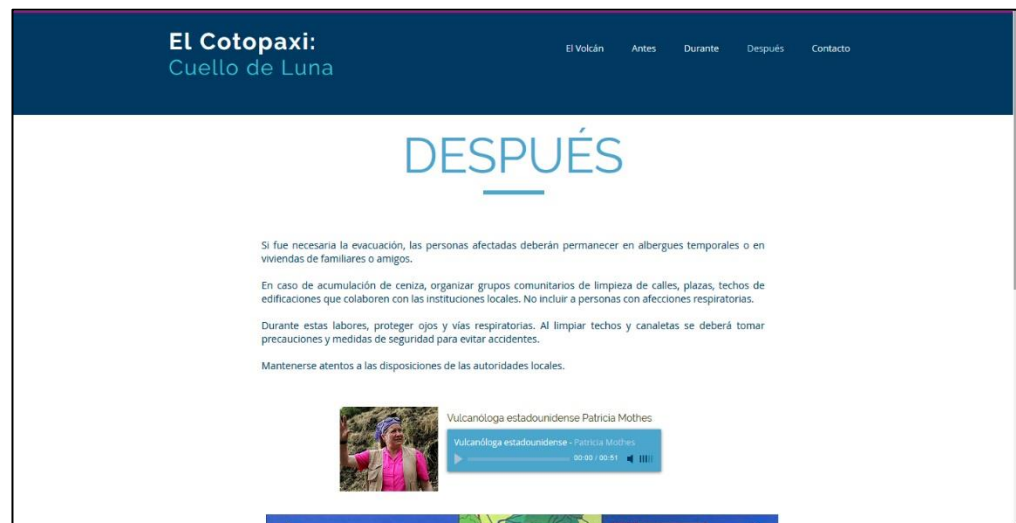 El Cotopaxi:
Cuello de Luna
El Volcán Antes Durante Después Contacto
DESPUÉS
Si fue necesaria la evacuación, las personas afectadas deberán permanecer en albergues temporales o en
viviendas de familiares o amigos.
En caso de acumulación de ceniza, organizar grupos comunitarios de limpieza de calles, plazas, techos de
edificaciones que colaboren con las instituciones locales. No incluir a personas con afecciones respiratorias.
Durante estas labores, proteger ojos y vías respiratorias. Al limpiar techos y canaletas se deberá tomar
precauciones y medidas de seguridad para evitar accidentes.
Mantenerse atentos a las disposiciones de las autoridades locales.
Vulcanóloga estadounidense Patricia Mothes
Vulcanóloga estadounidense - Patricia Mothes
00:00 / 00:51